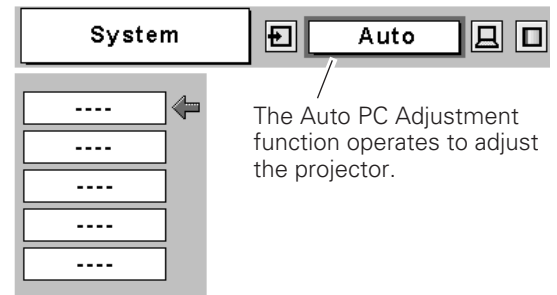 System
Auto
----
----
----
----
----
The Auto PC Adjustment
function operates to adjust
the projector.